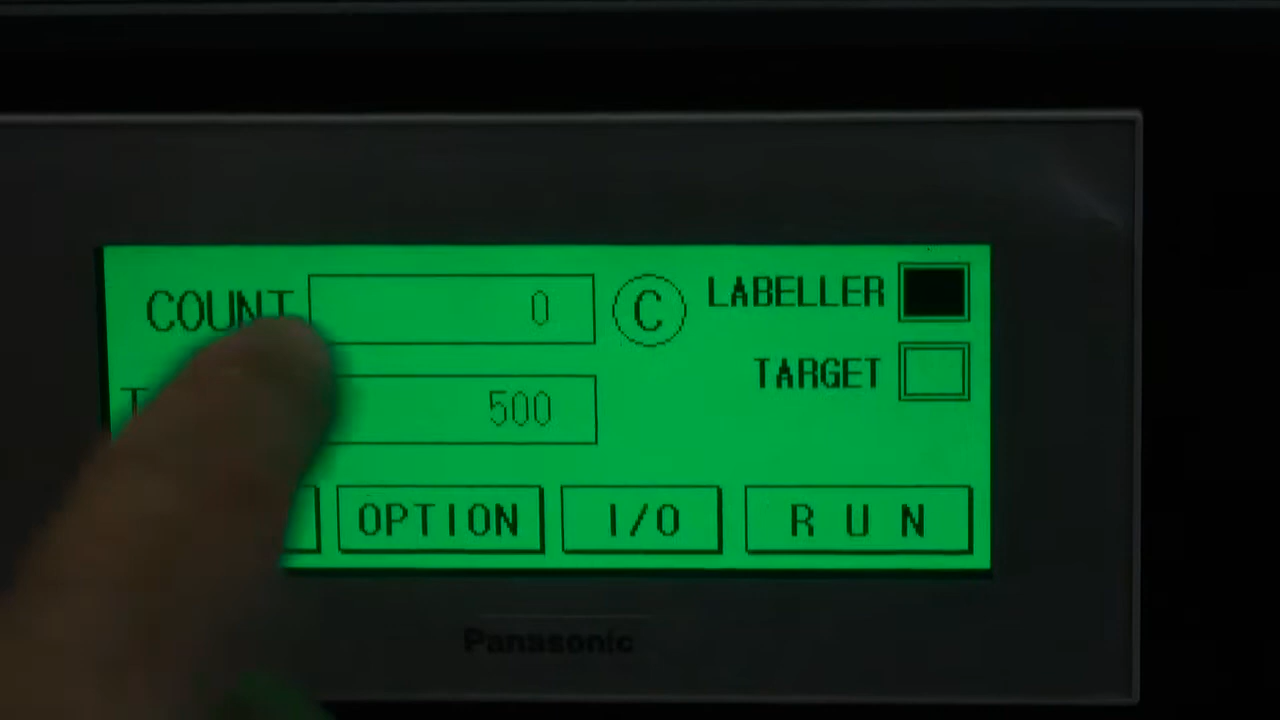 COUNT 0 C LABELLER
TARGET
500
OPTION I/O R U N
Panasonic